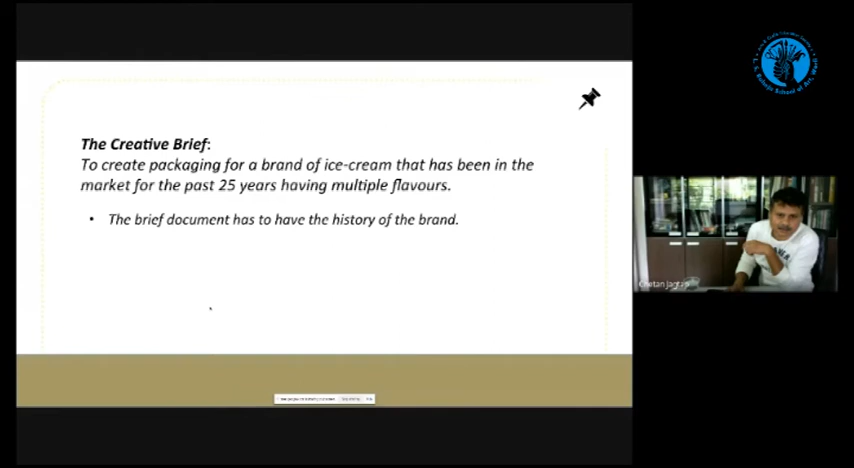 The Creative Brief:
To create packaging for a brand of ice-cream that has been in the
market for the past 25 years having multiple flavours.
• The brief document has to have the history of the brand.
Chetan Jagtap